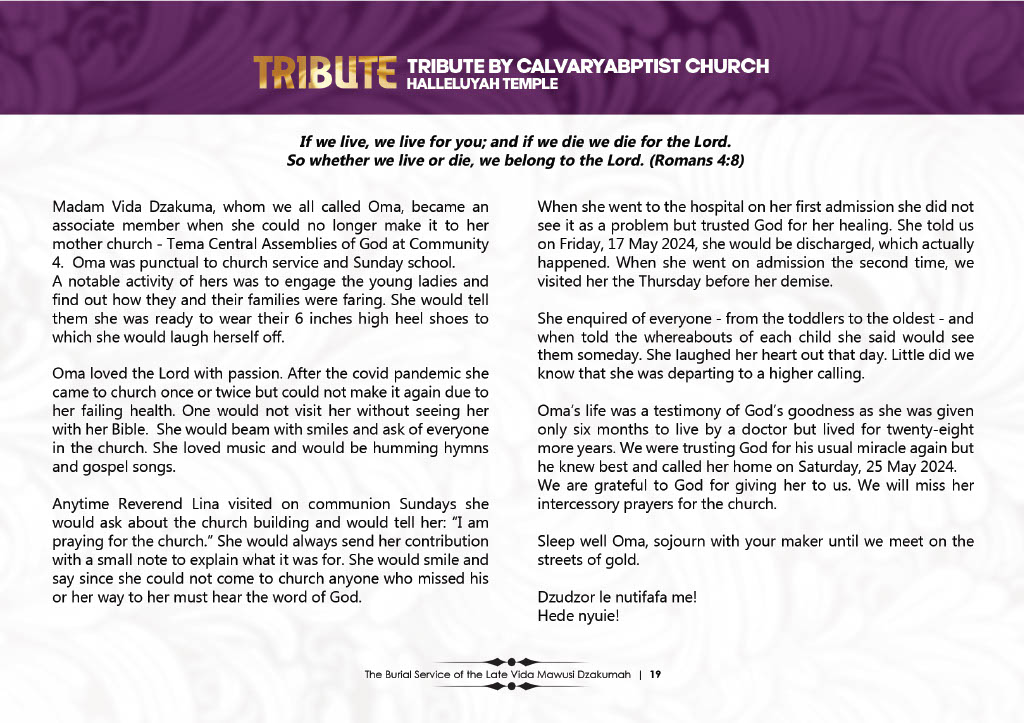 TRIBUTE TRIBUTE BY CALVARYABPTIST CHURCH
HALLELUYAH TEMPLE
If we live, we live for you; and if we die we die for the Lord.
So whether we live or die, we belong to the Lord. (Romans 4:8)
Madam Vida Dzakuma, whom we all called Oma, became an
associate member when she could no longer make it to her
mother church - Tema Central Assemblies of God at Community
4. Oma was punctual to church service and Sunday school.
A notable activity of hers was to engage the young ladies and
find out how they and their families were faring. She would tell
them she was ready to wear their 6 inches high heel shoes to
which she would laugh herself off.
Oma loved the Lord with passion. After the covid pandemic she
came to church once or twice but could not make it again due to
her failing health. One would not visit her without seeing her
with her Bible. She would beam with smiles and ask of everyone
in the church. She loved music and would be humming hymns
and gospel songs.
Anytime Reverend Lina visited on communion Sundays she
would ask about the church building and would tell her: “I am
praying for the church.” She would always send her contribution
with a small note to explain what it was for. She would smile and
say since she could not come to church anyone who missed his
or her way to her must hear the word of God.
When she went to the hospital on her first admission she did not
see it as a problem but trusted God for her healing. She told us
on Friday, 17 May 2024, she would be discharged, which actually
happened. When she went on admission the second time, we
visited her the Thursday before her demise.
She enquired of everyone - from the toddlers to the oldest - and
when told the whereabouts of each child she said would see
them someday. She laughed her heart out that day. Little did we
know that she was departing to a higher calling.
Oma’s life was a testimony of God’s goodness as she was given
only six months to live by a doctor but lived for twenty-eight
more years. We were trusting God for his usual miracle again but
he knew best and called her home on Saturday, 25 May 2024.
We are grateful to God for giving her to us. We will miss her
intercessory prayers for the church.
Sleep well Oma, sojourn with your maker until we meet on the
streets of gold.
Dzudzor le nutifafa me!
Hede nyuie!
The Burial Service of the Late Vida Mawusi Dzakumah | 19